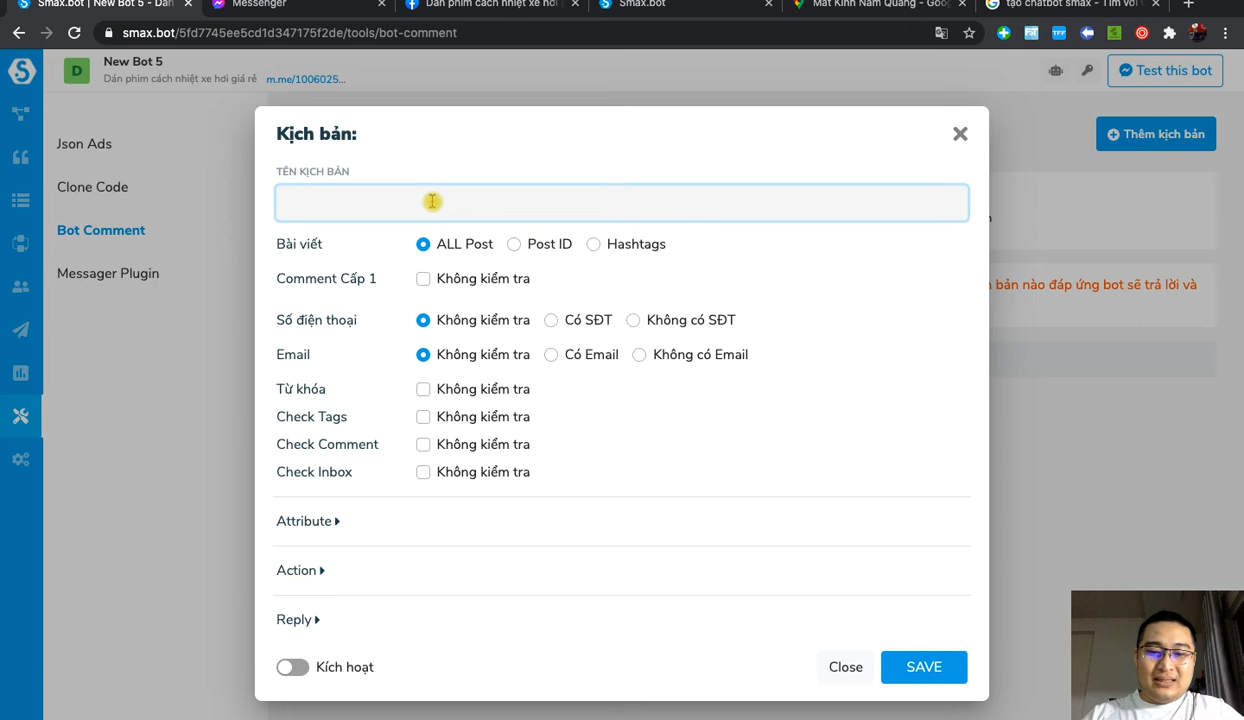 Smax.bot | New Bot 5 - Dán
Messenger
Dán phim cách nhiệt xe hơi
Smax.bot
Mắt Kính Nam Quang - Goo
tạo chatbot smax - Tìm với
smax.bot/5fd7745ee5cd1d347175f2de/tools/bot-comment
New Bot 5
D
Dán phim cách nhiệt xe hơi giá rẻ m.me/1006025...
Test this bot
Json Ads
Clone Code
Bot Comment
Messager Plugin
Thêm kịch bản
bản nào đáp ứng bot sẽ trả lời và
Kịch bản:
TÊN KỊCH BẢN
Bài viết ALL Post Post ID Hashtags
Comment Cấp 1 Không kiểm tra
Số điện thoại Không kiểm tra Có SĐT Không có SĐT
Email Không kiểm tra Có Email Không có Email
Từ khóa Không kiểm tra
Check Tags Không kiểm tra
Check Comment Không kiểm tra
Check Inbox Không kiểm tra
Attribute
Action
Reply
Kích hoạt
Close SAVE